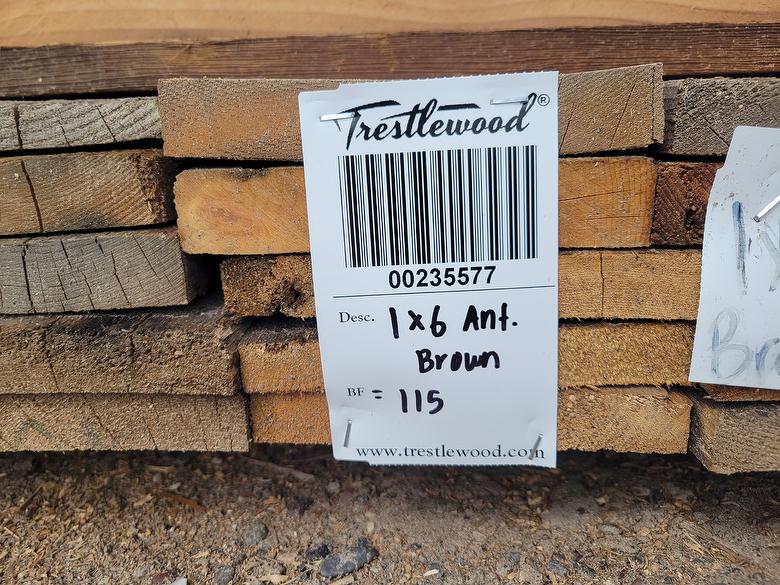 Trestlewood®
00235577
Desc. 1x6 Ant.
Brown
BF = 115
www.trestlewood.com